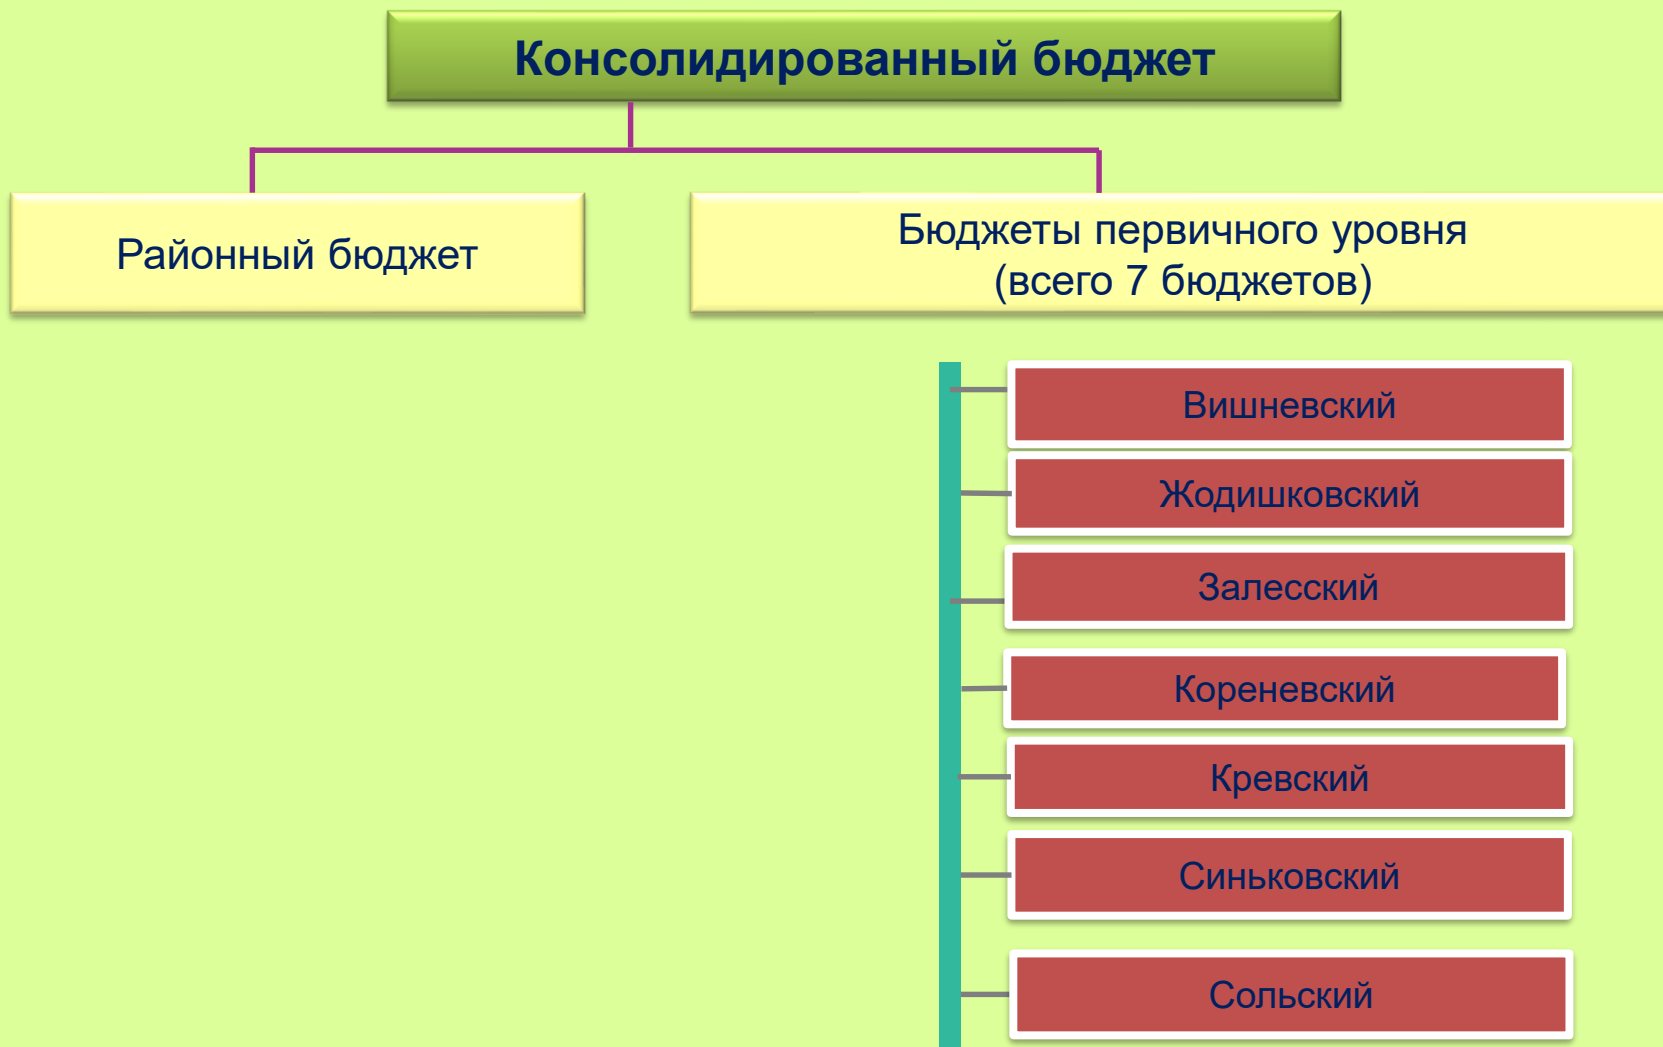 Консолидированный бюджет
Районный бюджет
Бюджеты первичного уровня
(всего 7 бюджетов)
Вишневский
Жодишковский
Залесский
Кореневский
Кревский
Синьковский
Сольский